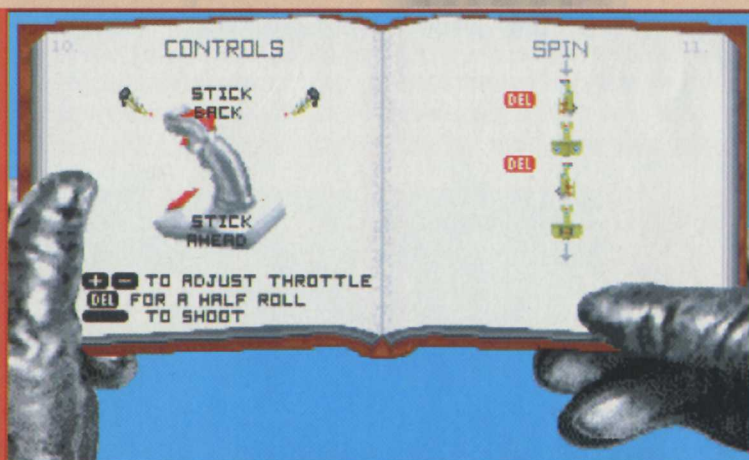 10.
CONTROLS
STICK
BACK
STICK
AHEAD
+ - TO ADJUST THROTTLE
DEL FOR A HALF ROLL
TO SHOOT
SPIN
11.
DEL
DEL